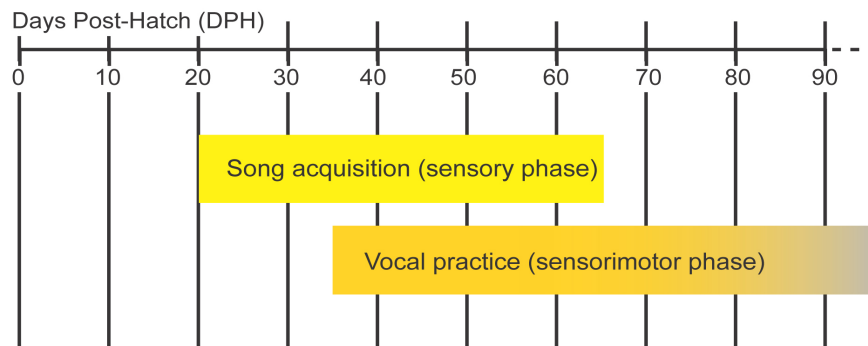 Days Post-Hatch (DPH)
0 10 20 30 40 50 60 70 80 90
Song acquisition (sensory phase)
Vocal practice (sensorimotor phase)